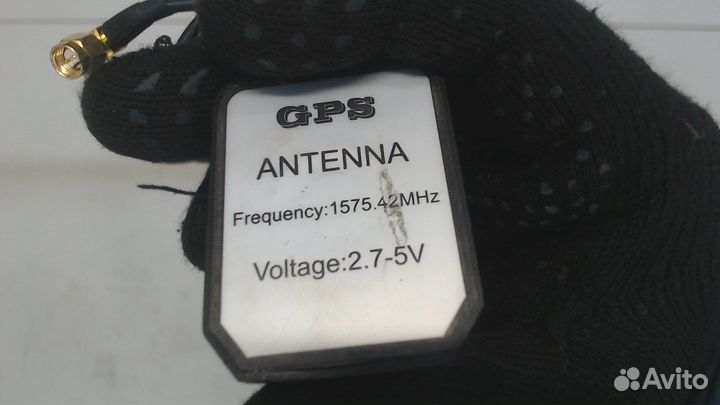 GPS
ANTENNA
Frequency:1575.42MHz
Voltage:2.7-5V
Avito